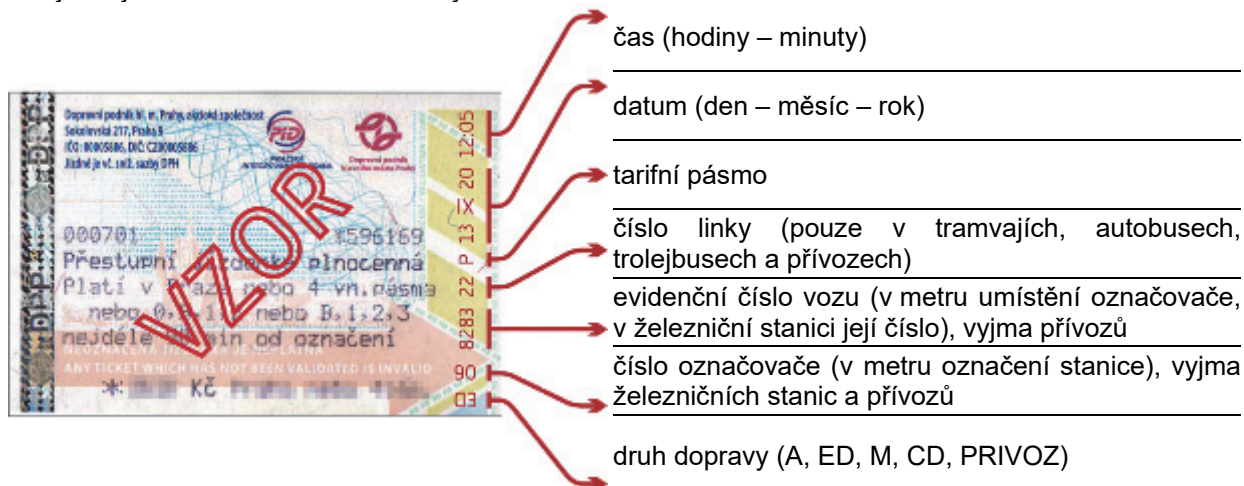 čas (hodiny – minuty)
datum (den – měsíc – rok)
tarifní pásmo
číslo linky (pouze v tramvajích, autobusech,
trolejbusech a přívozech)
evidenční číslo vozu (v metru umístění označovače,
v železniční stanici její číslo), vyjma přívozů
číslo označovače (v metru označení stanice), vyjma
železničních stanic a přívozů
druh dopravy (A, ED, M, CD, PRIVOZ)
Dopravní podnik hl. m. Prahy, akciová společnost
Sokolovská 217, Praha 9
IČO: 00005886, DIČ: CZ00005886
Jízdné je vč. sníž. sazby DPH
PID
Dopravní podnik
hlavního města Prahy
DPP
VZOR
000701 *596169
Přestupní jízdenka plnocenná
Platí v Praze nebo 4 vn.pásma
nebo B,1,2,3
nejdéle od označení
NEOZNAČENÁ JE NEPLATNÁ
ANY TICKET WHICH HAS NOT BEEN VALIDATED IS INVALID
Kč
03 90 8283 22 P 13 IX 20 12:05